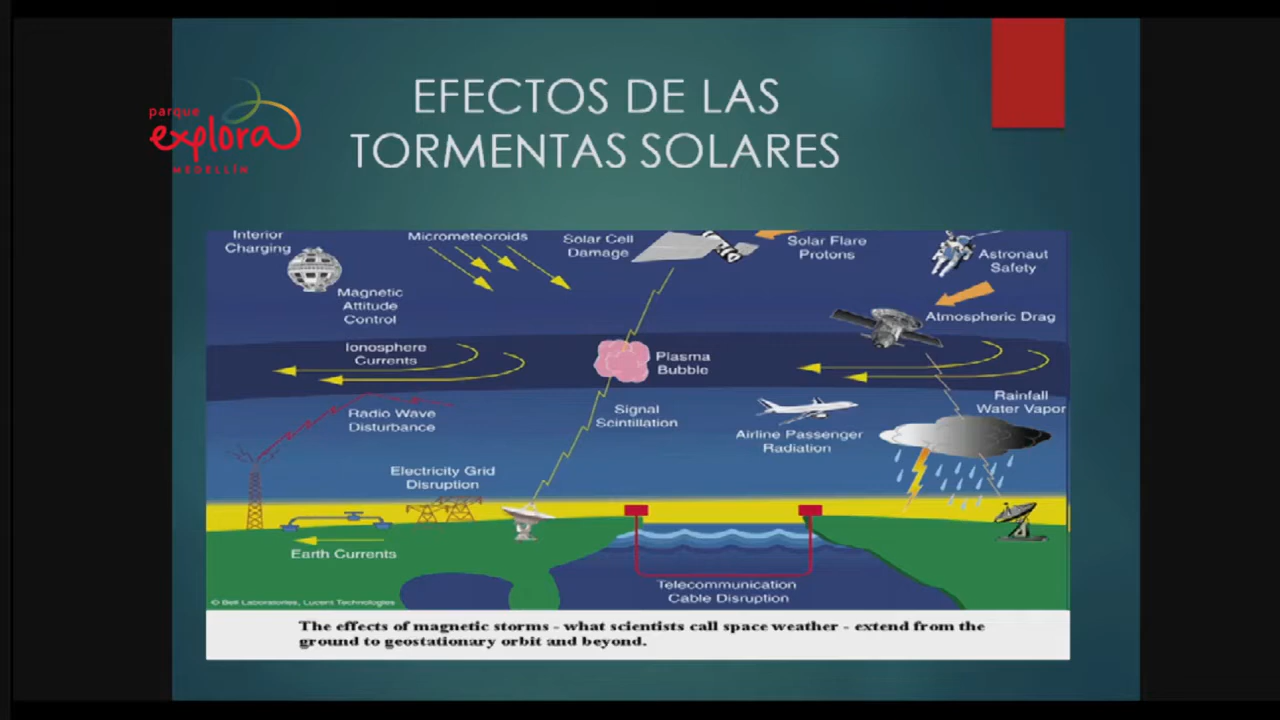 EFECTOS DE LAS
TORMENTAS SOLARES
parque
explora
MEDELLÍN
Interior
Charging
Micrometeoroids
Solar Cell
Damage
Solar Flare
Protons
Astronaut
Safety
Magnetic
Attitude
Control
Atmospheric Drag
Ionosphere
Currents
Plasma
Bubble
Radio Wave
Disturbance
Signal
Scintillation
Airline Passenger
Radiation
Rainfall
Water Vapor
Electricity Grid
Disruption
Earth Currents
Telecommunication
Cable Disruption
© Bell Laboratories, Lucent Technologies
The effects of magnetic storms - what scientists call space weather - extend from the
ground to geostationary orbit and beyond.